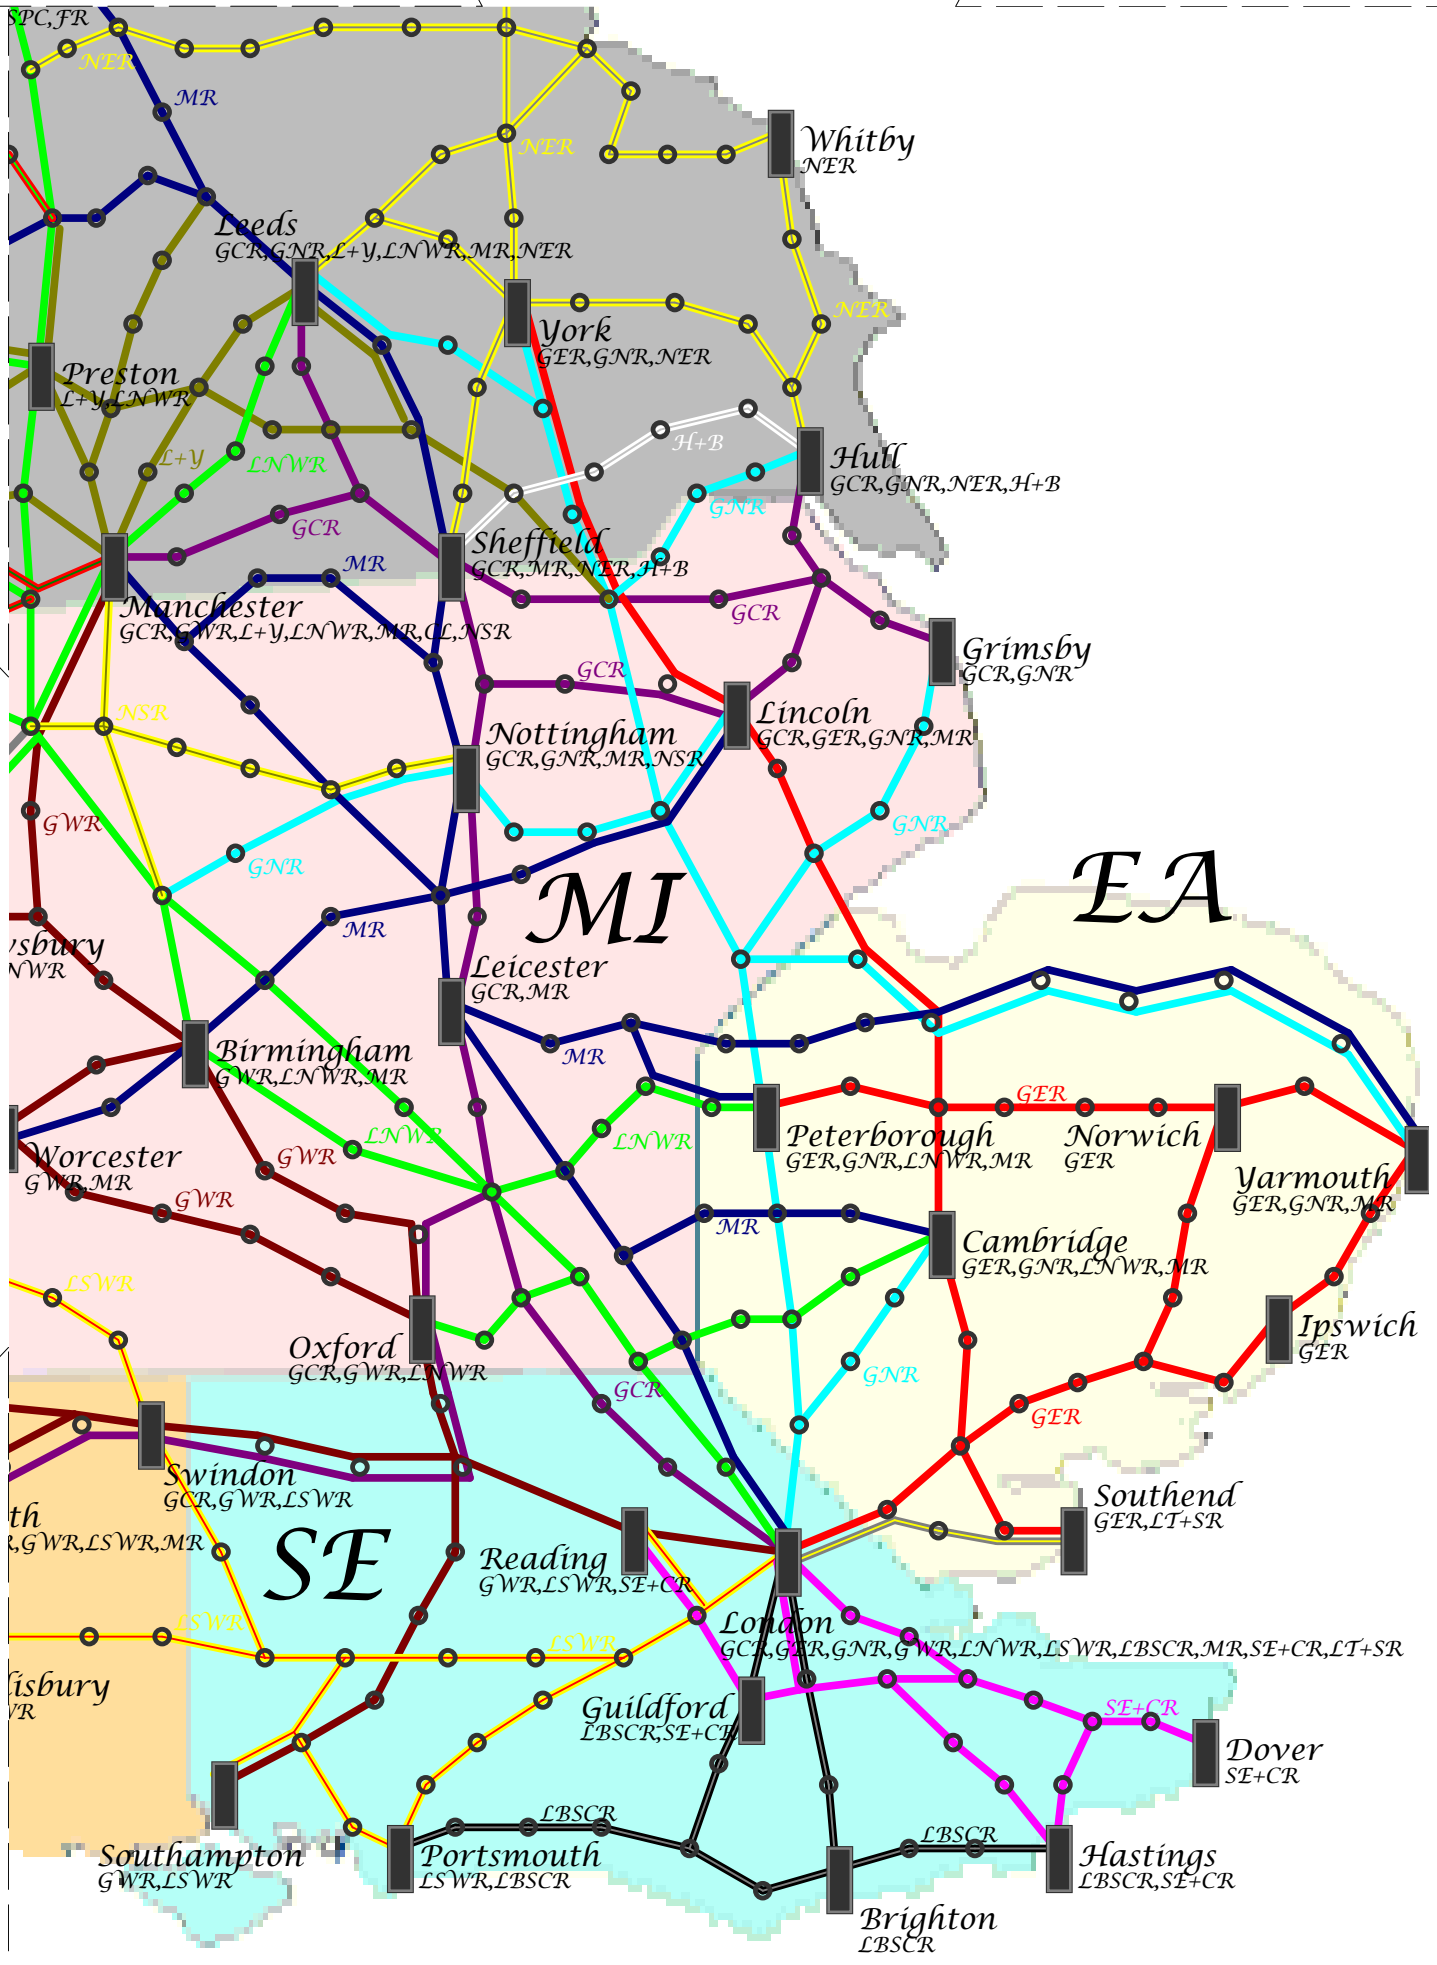 SPC,FR
NER
MR
NER
Whitby
NER
Leeds
GCR,GNR,L+Y,LNWR,MR,NER
NER
York
GER,GNR,NER
Preston
L+Y,LNWR
H+B
L+Y
LNWR
Hull
GCR,GNR,NER,H+B
GNR
GCR
Sheffield
GCR,MR,NER,H+B
MR
Manchester
GCR,GWR,L+Y,LNWR,MR,CL,NSR
GCR
Grimsby
GCR,GNR
GCR
Lincoln
GCR,GER,GNR,MR
NSR
Nottingham
GCR,GNR,MR,NSR
GWR
GNR
GNR
EA
MI
MR
ysbury
NWR
Leicester
GCR,MR
Birmingham
GWR,LNWR,MR
MR
GER
LNWR
LNWR
Peterborough
GER,GNR,LNWR,MR
Norwich
GER
Worcester
GWR,MR
GWR
Yarmouth
GER,GNR,MR
GWR
MR
Cambridge
GER,GNR,LNWR,MR
LSWR
Ipswich
GER
Oxford
GCR,GWR,LNWR
GNR
GCR
GER
Swindon
GCR,GWR,LSWR
Southend
GER,LT+SR
th
R,GWR,LSWR,MR
SE
Reading
GWR,LSWR,SE+CR
LSWR
LSWR
London
GCR,GER,GNR,GWR,LNWR,LSWR,LBSCR,MR,SE+CR,LT+SR
lisbury
WR
Guildford
LBSCR,SE+CR
SE+CR
Dover
SE+CR
LBSCR
LBSCR
Southampton
GWR,LSWR
Portsmouth
LSWR,LBSCR
Hastings
LBSCR,SE+CR
Brighton
LBSCR